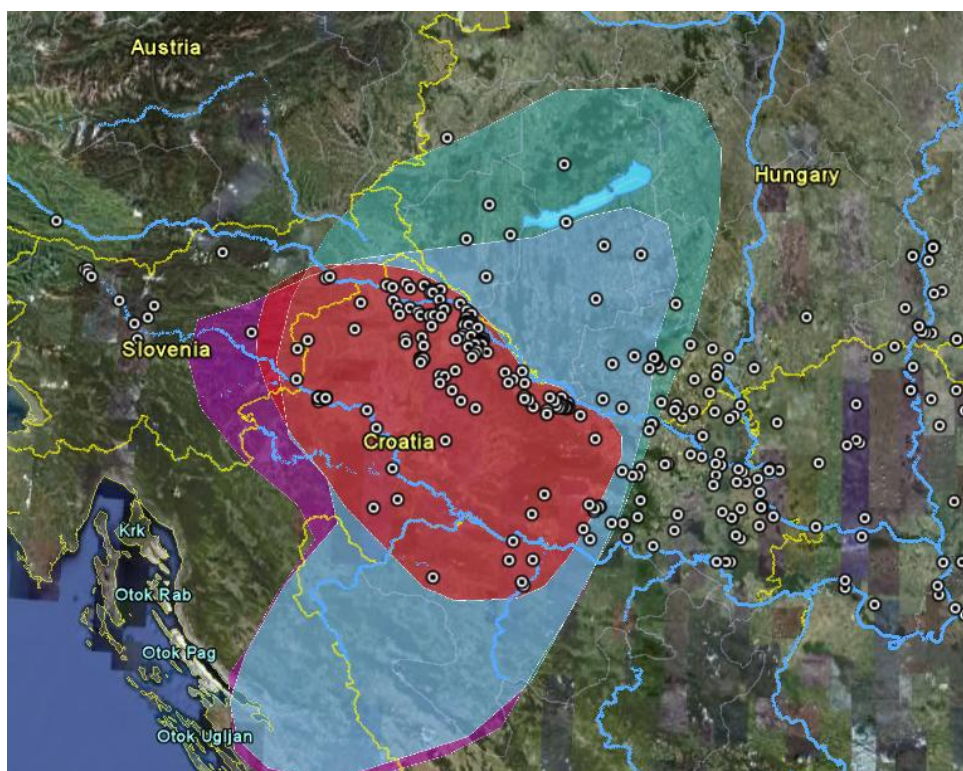 Austria
Hungary
Slovenia
Croatia
Krk
Otok Rab
Otok Pag
Otok Ugljan